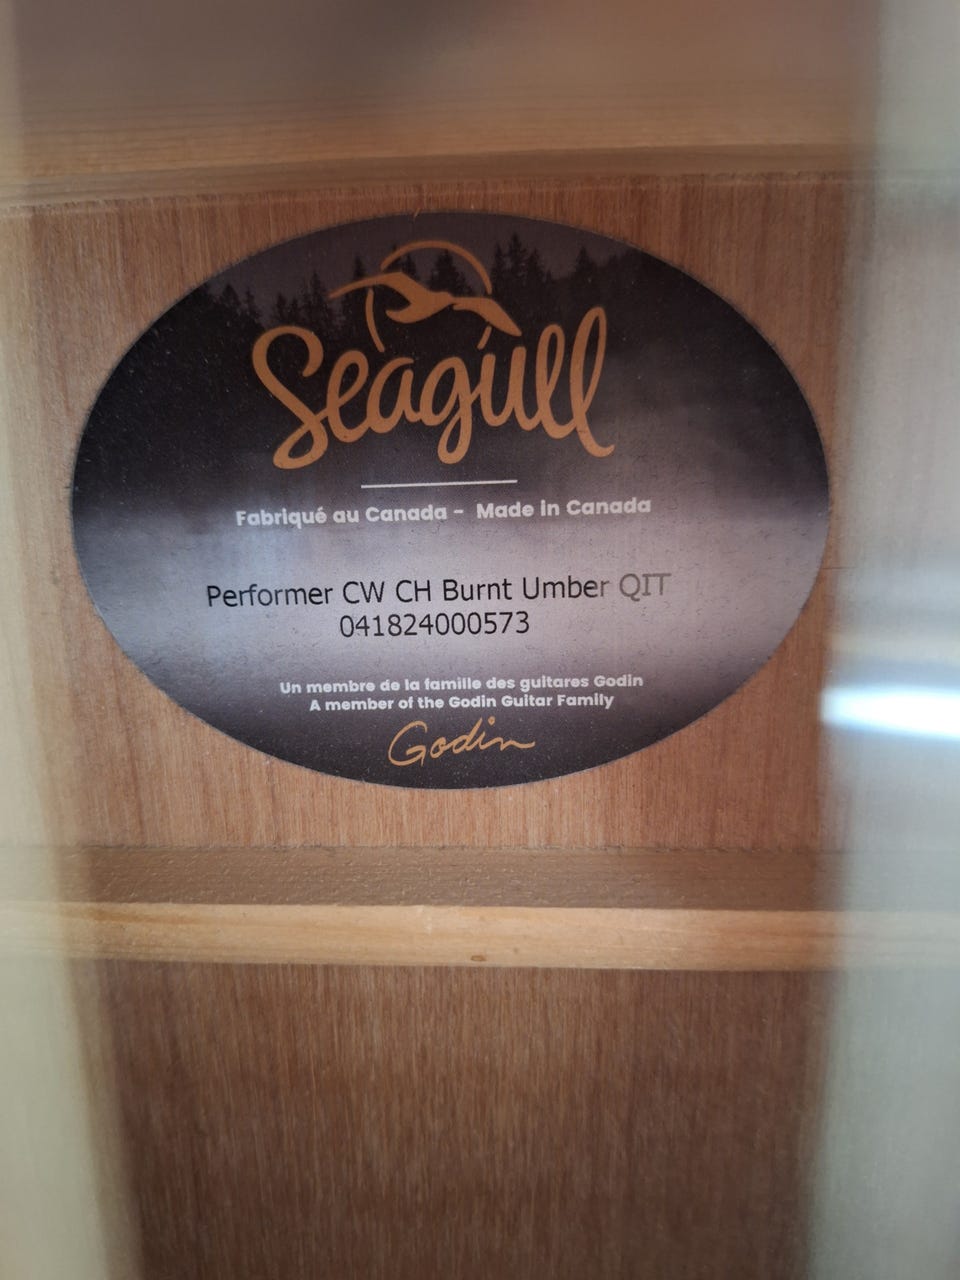 Seagull
Fabriqué au Canada - Made in Canada
Performer CW CH Burnt Umber QIT
041824000573
Un membre de la famille des guitares Godin
A member of the Godin Guitar Family
Godin